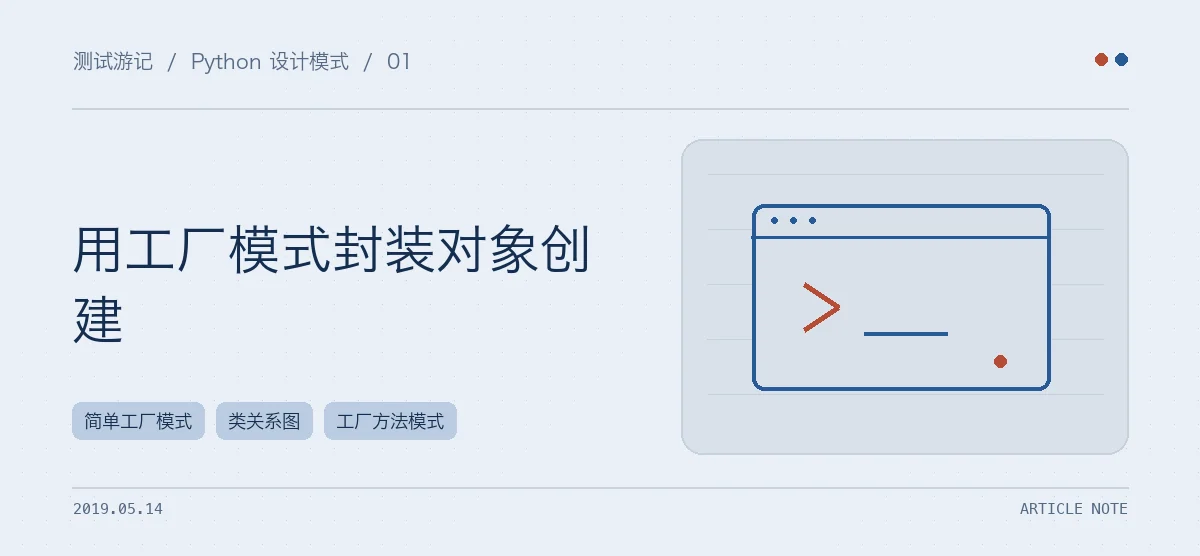 测试游记 / Python 设计模式 / 01
用工厂模式封装对象创
建
简单工厂模式 类关系图 工厂方法模式
2019.05.14 ARTICLE NOTE